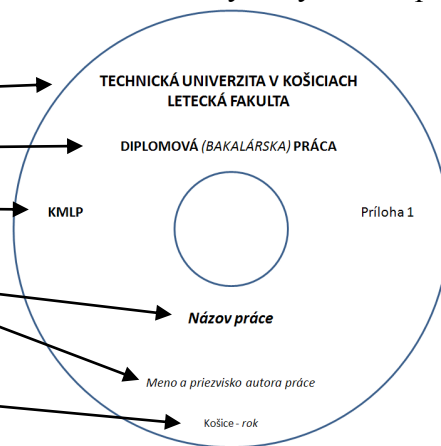 TECHNICKÁ UNIVERZITA V KOŠICIACH
LETECKÁ FAKULTA
DIPLOMOVÁ (BAKALÁRSKA) PRÁCA
KMLP
Príloha 1
Názov práce
Meno a priezvisko autora práce
Košice - rok